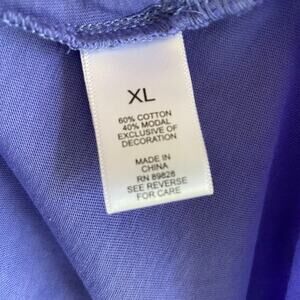 XL
60% COTTON
40% MODAL
EXCLUSIVE OF
DECORATION
MADE IN
CHINA
RN 89828
SEE REVERSE
FOR CARE